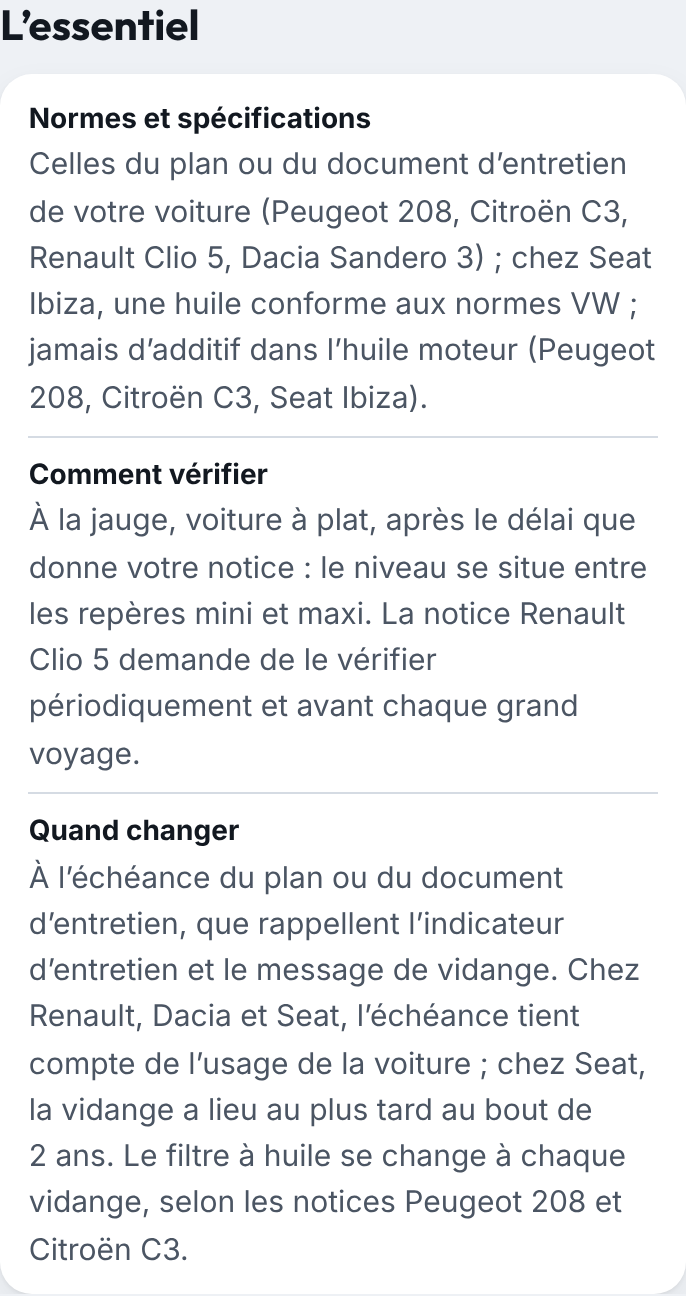 L’essentiel
Normes et spécifications
Celles du plan ou du document d’entretien
de votre voiture (Peugeot 208, Citroën C3,
Renault Clio 5, Dacia Sandero 3) ; chez Seat
Ibiza, une huile conforme aux normes VW ;
jamais d’additif dans l’huile moteur (Peugeot
208, Citroën C3, Seat Ibiza).
Comment vérifier
À la jauge, voiture à plat, après le délai que
donne votre notice : le niveau se situe entre
les repères mini et maxi. La notice Renault
Clio 5 demande de le vérifier
périodiquement et avant chaque grand
voyage.
Quand changer
À l’échéance du plan ou du document
d’entretien, que rappellent l’indicateur
d’entretien et le message de vidange. Chez
Renault, Dacia et Seat, l’échéance tient
compte de l’usage de la voiture ; chez Seat,
la vidange a lieu au plus tard au bout de
2 ans. Le filtre à huile se change à chaque
vidange, selon les notices Peugeot 208 et
Citroën C3.